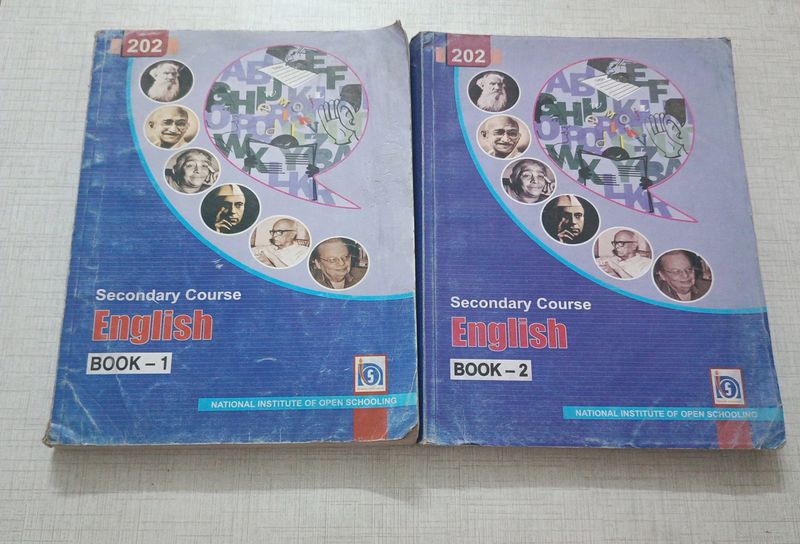 202
Secondary Course
English
BOOK – 1
NATIONAL INSTITUTE OF OPEN SCHOOLING
202
Secondary Course
English
BOOK – 2
NATIONAL INSTITUTE OF OPEN SCHOOLING